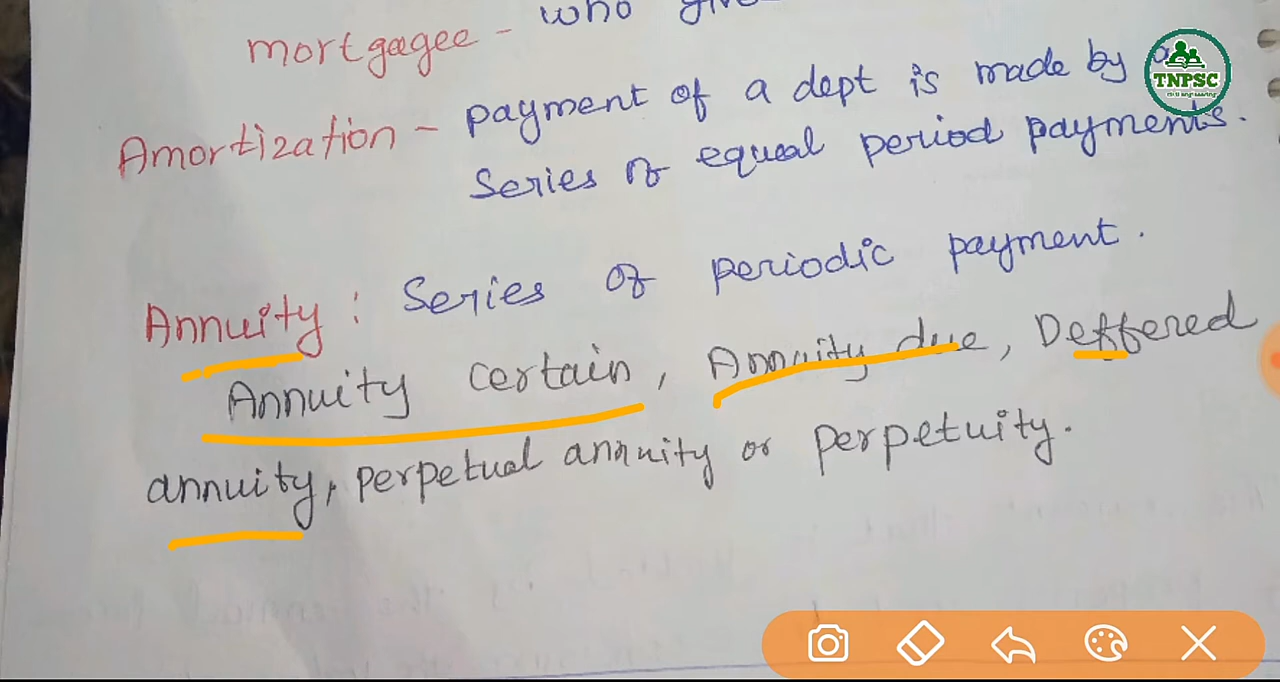 mortgagee - who
Amortization - payment of a dept is made by a
Series of equal period payments.
Annuity : Series of periodic payment.
Annuity certain, Annuity due, Deffered
annuity, perpetual annuity or perpetuity.
TNPSC